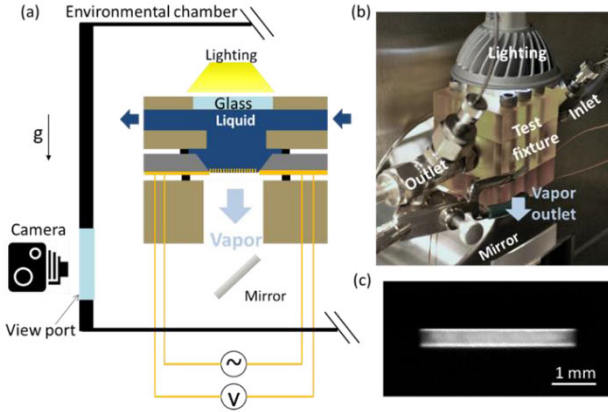 (a)
Environmental chamber
Lighting
Glass
Liquid
g
Camera
Vapor
Mirror
View port
~
V
(b)
Lighting
Inlet
Test
fixture
Outlet
Vapor
outlet
Mirror
(c)
1 mm